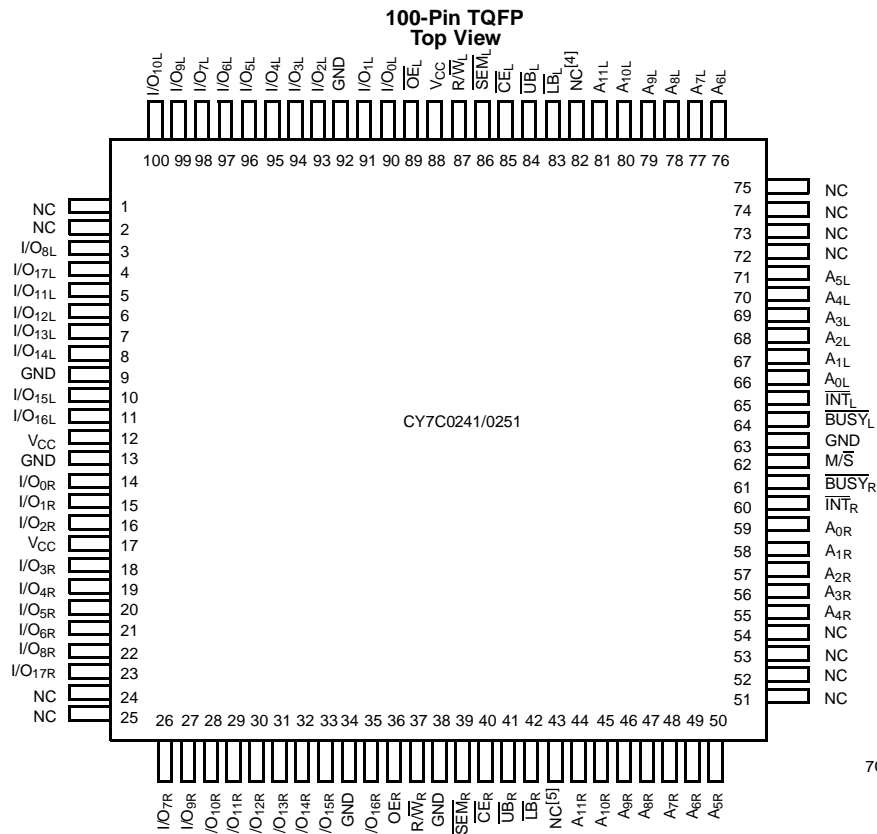 100-Pin TQFP
Top View
I/O10L
I/O9L
I/O7L
I/O6L
I/O5L
I/O4L
I/O3L
I/O2L
GND
I/O1L
I/O0L
OEL
VCC
R/WL
SEML
CEL
UBL
LBL
NC[4]
A11L
A10L
A9L
A8L
A7L
A6L
100 99 98 97 96 95 94 93 92 91 90 89 88 87 86 85 84 83 82 81 80 79 78 77 76
NC 1
NC 2
I/O8L 3
I/O17L 4
I/O11L 5
I/O12L 6
I/O13L 7
I/O14L 8
GND 9
I/O15L 10
I/O16L 11
VCC 12
GND 13
I/O0R 14
I/O1R 15
I/O2R 16
VCC 17
I/O3R 18
I/O4R 19
I/O5R 20
I/O6R 21
I/O8R 22
I/O17R 23
NC 24
NC 25
CY7C0241/0251
75 NC
74 NC
73 NC
72 NC
71 A5L
70 A4L
69 A3L
68 A2L
67 A1L
66 A0L
65 INTL
64 BUSYL
63 GND
62 M/S
61 BUSYR
60 INTR
59 A0R
58 A1R
57 A2R
56 A3R
55 A4R
54 NC
53 NC
52 NC
51 NC
26 27 28 29 30 31 32 33 34 35 36 37 38 39 40 41 42 43 44 45 46 47 48 49 50
I/O7R
I/O9R
/O10R
/O11R
/O12R
/O13R
/O14R
/O15R
GND
/O16R
OER
R/WR
GND
SEMR
CER
UBR
LBR
NC[5]
A11R
A10R
A9R
A8R
A7R
A6R
A5R